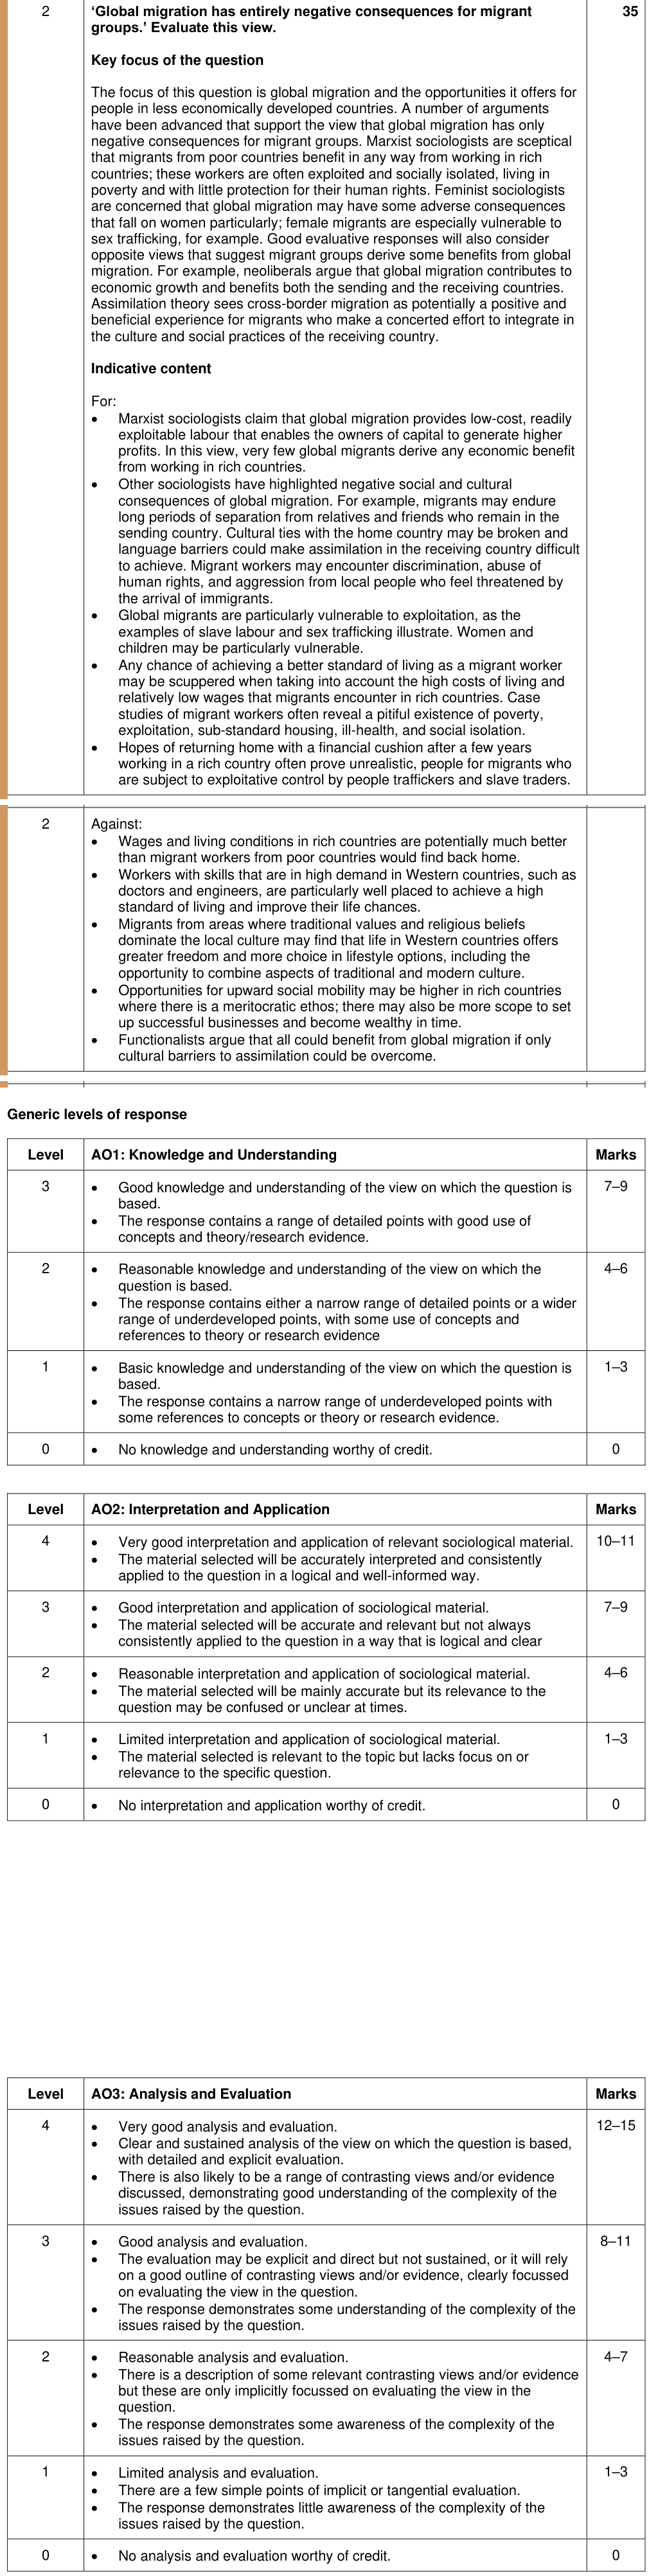 2
‘Global migration has entirely negative consequences for migrant
groups.’ Evaluate this view.
35
Key focus of the question
The focus of this question is global migration and the opportunities it offers for
people in less economically developed countries. A number of arguments
have been advanced that support the view that global migration has only
negative consequences for migrant groups. Marxist sociologists are sceptical
that migrants from poor countries benefit in any way from working in rich
countries; these workers are often exploited and socially isolated, living in
poverty and with little protection for their human rights. Feminist sociologists
are concerned that global migration may have some adverse consequences
that fall on women particularly; female migrants are especially vulnerable to
sex trafficking, for example. Good evaluative responses will also consider
opposite views that suggest migrant groups derive some benefits from global
migration. For example, neoliberals argue that global migration contributes to
economic growth and benefits both the sending and the receiving countries.
Assimilation theory sees cross-border migration as potentially a positive and
beneficial experience for migrants who make a concerted effort to integrate in
the culture and social practices of the receiving country.
Indicative content
For:
• Marxist sociologists claim that global migration provides low-cost, readily
exploitable labour that enables the owners of capital to generate higher
profits. In this view, very few global migrants derive any economic benefit
from working in rich countries.
• Other sociologists have highlighted negative social and cultural
consequences of global migration. For example, migrants may endure
long periods of separation from relatives and friends who remain in the
sending country. Cultural ties with the home country may be broken and
language barriers could make assimilation in the receiving country difficult
to achieve. Migrant workers may encounter discrimination, abuse of
human rights, and aggression from local people who feel threatened by
the arrival of immigrants.
• Global migrants are particularly vulnerable to exploitation, as the
examples of slave labour and sex trafficking illustrate. Women and
children may be particularly vulnerable.
• Any chance of achieving a better standard of living as a migrant worker
may be scuppered when taking into account the high costs of living and
relatively low wages that migrants encounter in rich countries. Case
studies of migrant workers often reveal a pitiful existence of poverty,
exploitation, sub-standard housing, ill-health, and social isolation.
• Hopes of returning home with a financial cushion after a few years
working in a rich country often prove unrealistic, people for migrants who
are subject to exploitative control by people traffickers and slave traders.
2
Against:
• Wages and living conditions in rich countries are potentially much better
than migrant workers from poor countries would find back home.
• Workers with skills that are in high demand in Western countries, such as
doctors and engineers, are particularly well placed to achieve a high
standard of living and improve their life chances.
• Migrants from areas where traditional values and religious beliefs
dominate the local culture may find that life in Western countries offers
greater freedom and more choice in lifestyle options, including the
opportunity to combine aspects of traditional and modern culture.
• Opportunities for upward social mobility may be higher in rich countries
where there is a meritocratic ethos; there may also be more scope to set
up successful businesses and become wealthy in time.
• Functionalists argue that all could benefit from global migration if only
cultural barriers to assimilation could be overcome.
Generic levels of response
Level AO1: Knowledge and Understanding Marks
3
• Good knowledge and understanding of the view on which the question is
based.
• The response contains a range of detailed points with good use of
concepts and theory/research evidence.
7–9
2
• Reasonable knowledge and understanding of the view on which the
question is based.
• The response contains either a narrow range of detailed points or a wider
range of underdeveloped points, with some use of concepts and
references to theory or research evidence
4–6
1
• Basic knowledge and understanding of the view on which the question is
based.
• The response contains a narrow range of underdeveloped points with
some references to concepts or theory or research evidence.
1–3
0 • No knowledge and understanding worthy of credit. 0
Level AO2: Interpretation and Application Marks
4
• Very good interpretation and application of relevant sociological material.
• The material selected will be accurately interpreted and consistently
applied to the question in a logical and well-informed way.
10–11
3
• Good interpretation and application of sociological material.
• The material selected will be accurate and relevant but not always
consistently applied to the question in a way that is logical and clear
7–9
2
• Reasonable interpretation and application of sociological material.
• The material selected will be mainly accurate but its relevance to the
question may be confused or unclear at times.
4–6
1
• Limited interpretation and application of sociological material.
• The material selected is relevant to the topic but lacks focus on or
relevance to the specific question.
1–3
0 • No interpretation and application worthy of credit. 0
Level AO3: Analysis and Evaluation Marks
4
• Very good analysis and evaluation.
• Clear and sustained analysis of the view on which the question is based,
with detailed and explicit evaluation.
• There is also likely to be a range of contrasting views and/or evidence
discussed, demonstrating good understanding of the complexity of the
issues raised by the question.
12–15
3
• Good analysis and evaluation.
• The evaluation may be explicit and direct but not sustained, or it will rely
on a good outline of contrasting views and/or evidence, clearly focussed
on evaluating the view in the question.
• The response demonstrates some understanding of the complexity of the
issues raised by the question.
8–11
2
• Reasonable analysis and evaluation.
• There is a description of some relevant contrasting views and/or evidence
but these are only implicitly focussed on evaluating the view in the
question.
• The response demonstrates some awareness of the complexity of the
issues raised by the question.
4–7
1
• Limited analysis and evaluation.
• There are a few simple points of implicit or tangential evaluation.
• The response demonstrates little awareness of the complexity of the
issues raised by the question.
1–3
0 • No analysis and evaluation worthy of credit. 0